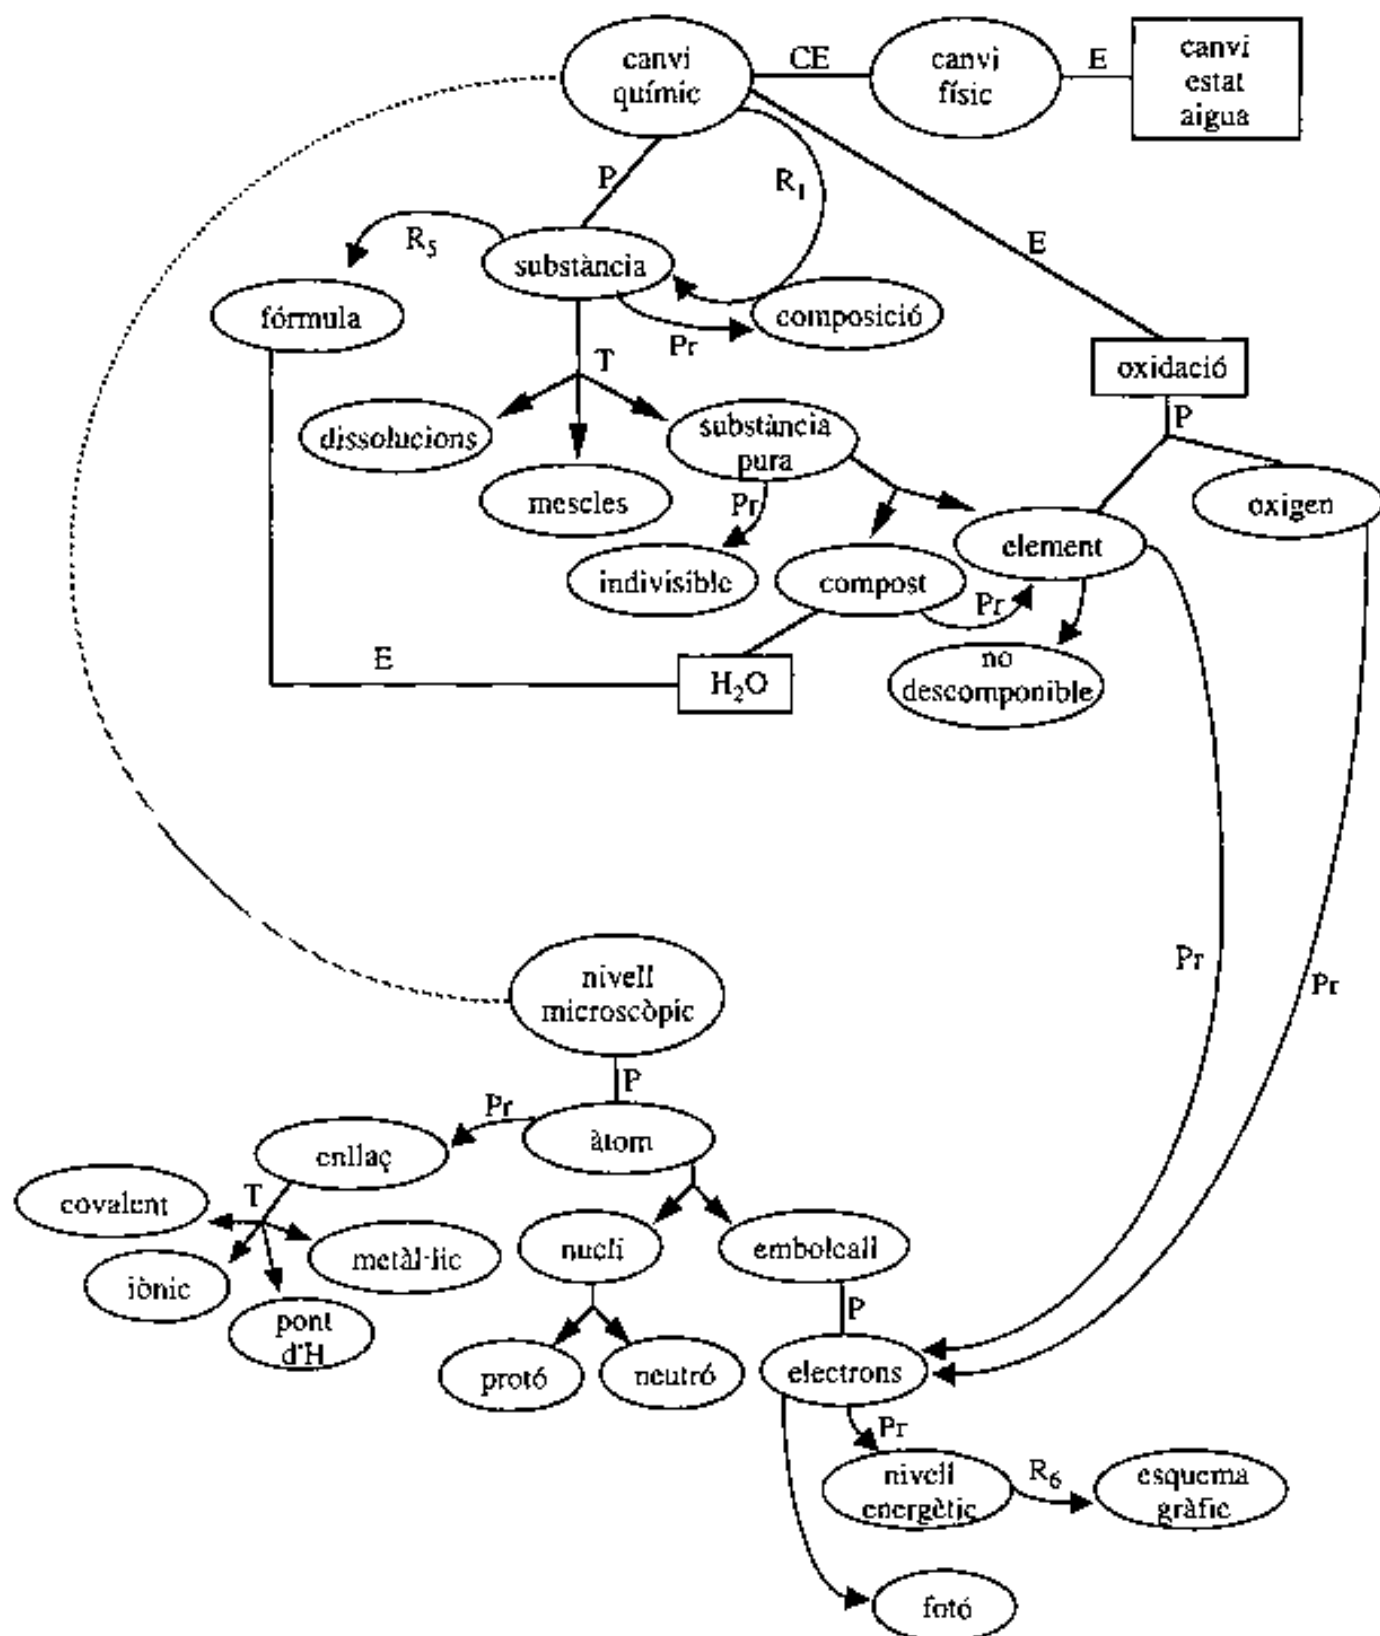 canvi
químic
CE
canvi
físic
E
canvi
estat
aigua
P
R1
E
R5
substància
fórmula
composició
Pr
T
oxidació
P
dissolucions
substància
pura
mescles
Pr
oxigen
element
indivisible
compost
Pr
no
descomponible
E
H2O
Pr
Pr
nivell
microscòpic
P
Pr
àtom
enllaç
covalent
T
metàl·lic
nucli
embolcall
iònic
pont
d'H
P
protó
neutró
electrons
Pr
nivell
energètic
R6
esquema
gràfic
fotó